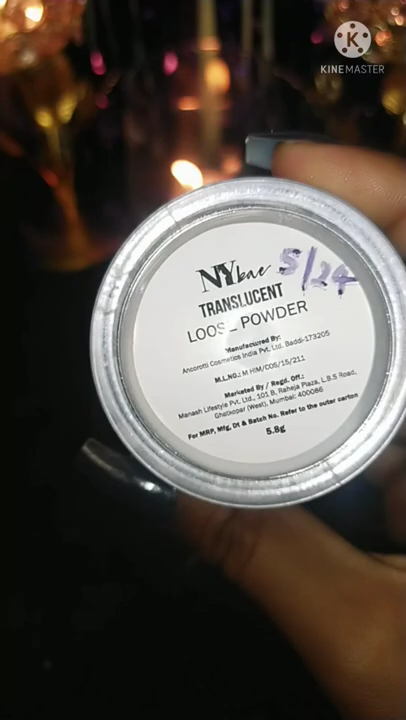 K
KINEMASTER
NYbae 5/24
TRANSLUCENT
LOOS POWDER
Manufactured By:
Ancorotti Cosmetics India Pvt. Ltd. Baddi-173205
M.L.NO.: M HIM/COS/15/211
Marketed By / Regd. Off.:
Manash Lifestyle Pvt. Ltd., 101 B, Raheja Plaza, L.B.S Road,
Ghatkopar (West), Mumbai: 400086
For MRP, Mfg. Dt & Batch No. Refer to the outer carton
5.8g